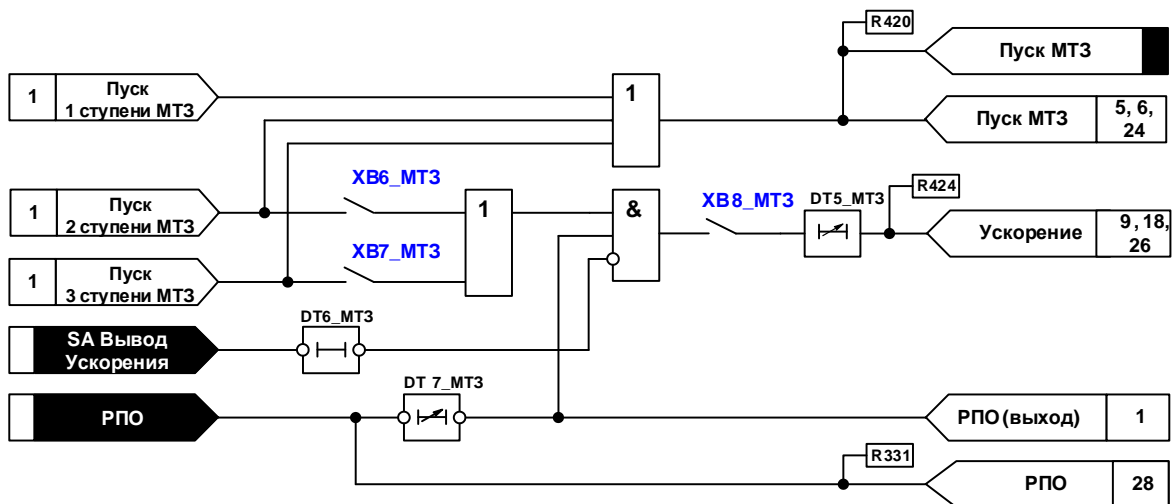 R420
Пуск МТЗ
1
Пуск
1 ступени МТЗ
1
Пуск МТЗ
5, 6,
24
XB6_МТЗ
1
Пуск
2 ступени МТЗ
1
&
XB8_МТЗ
DT5_МТЗ
R424
Ускорение
9, 18,
26
XB7_МТЗ
1
Пуск
3 ступени МТЗ
SA Вывод
Ускорения
DT6_МТЗ
DT 7_МТЗ
РПО
РПО (выход)
1
R331
РПО
28